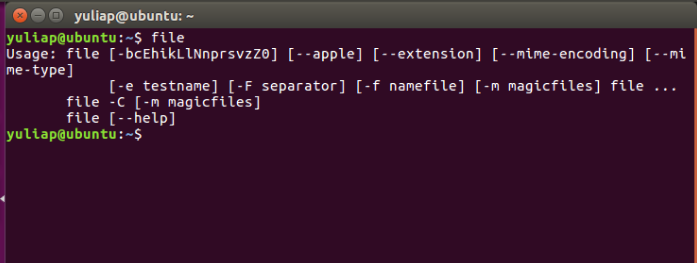 yuliap@ubuntu: ~
yuliap@ubuntu:~$ file
Usage: file [-bcEhikLlNnprsvzZ0] [--apple] [--extension] [--mime-encoding] [--mi
me-type]
            [-e testname] [-F separator] [-f namefile] [-m magicfiles] file ...
       file -C [-m magicfiles]
       file [--help]
yuliap@ubuntu:~$